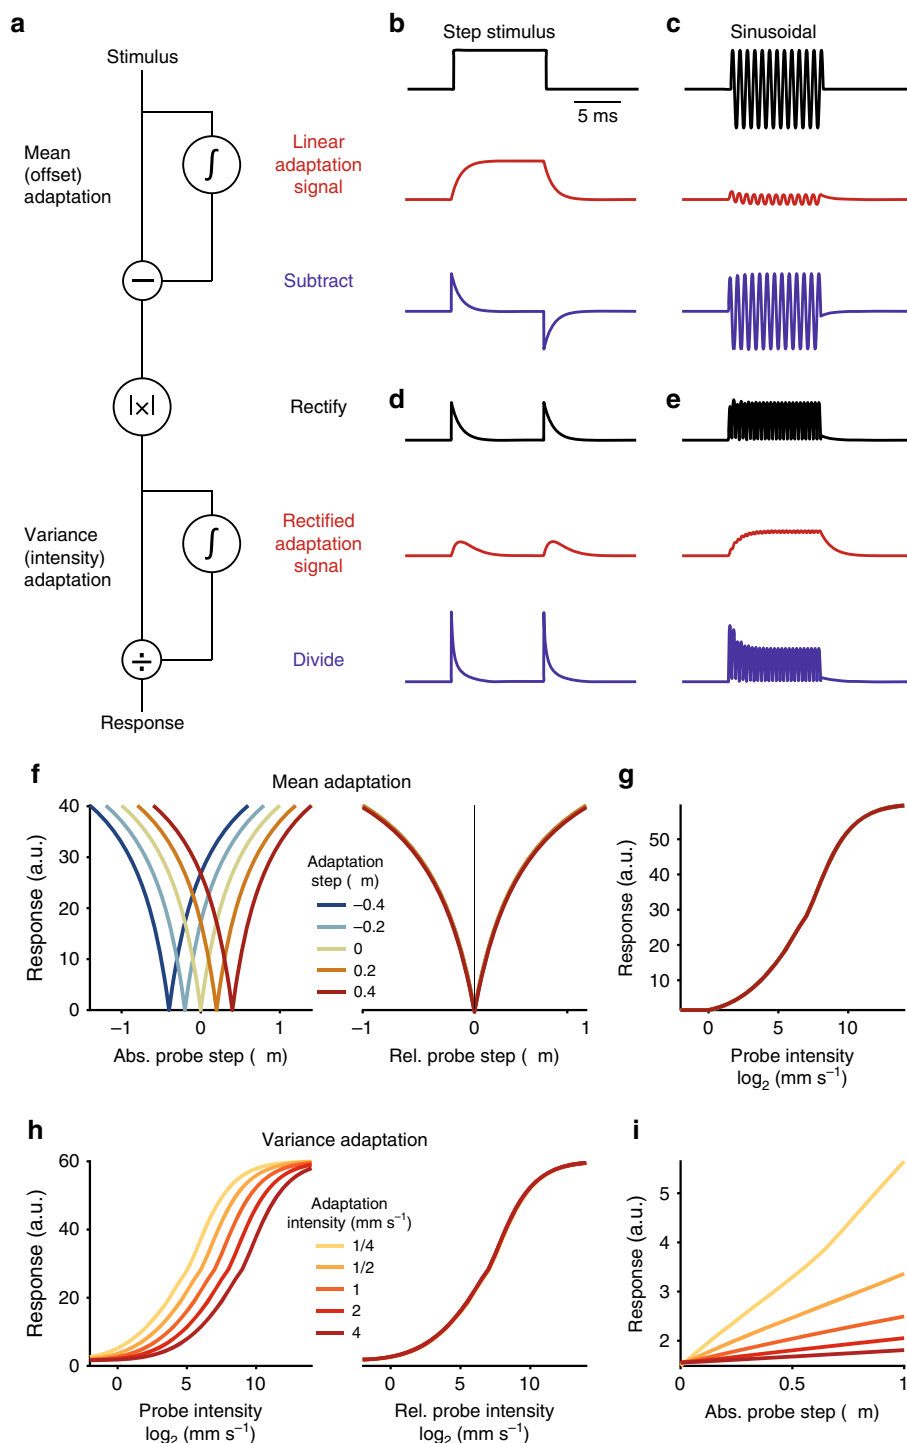 a
Stimulus
Mean
(offset)
adaptation
∫
−
|×|
Variance
(intensity)
adaptation
∫
÷
Response
b
Step stimulus
5 ms
c
Sinusoidal
Linear
adaptation
signal
Subtract
Rectify
d
e
Rectified
adaptation
signal
Divide
f
Mean adaptation
Response (a.u.)
40
30
20
10
0
−1
0
1
Abs. probe step ( m)
Adaptation
step ( m)
−0.4
−0.2
0
0.2
0.4
−1
0
1
Rel. probe step ( m)
g
Response (a.u.)
50
40
30
20
10
0
5
10
Probe intensity
log2 (mm s−1)
h
Variance adaptation
Response (a.u.)
60
40
20
0
0
5
10
Probe intensity
log2 (mm s−1)
Adaptation
intensity (mm s−1)
1/4
1/2
1
2
4
0
5
10
Rel. probe intensity
log2 (mm s−1)
i
Response (a.u.)
5
4
3
2
0
0.5
1
Abs. probe step ( m)